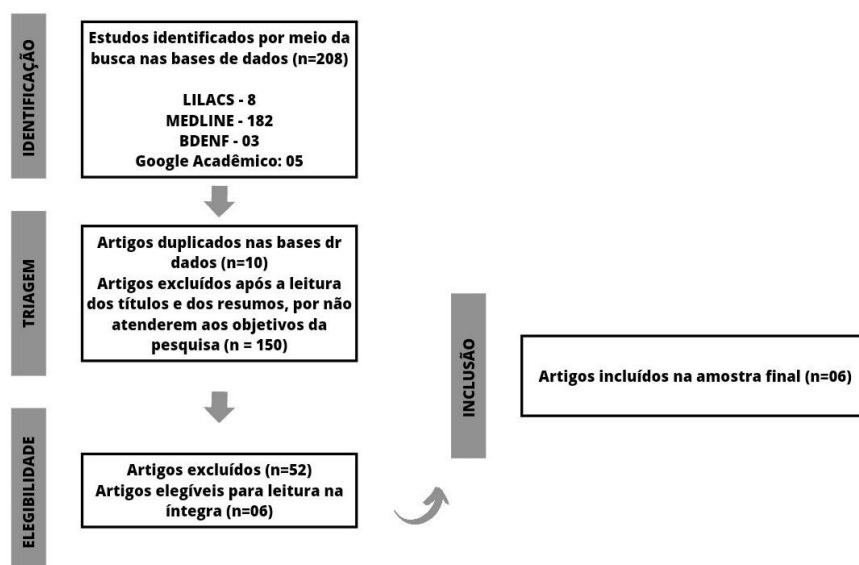 IDENTIFICAÇÃO
Estudos identificados por meio da
busca nas bases de dados (n=208)
LILACS - 8
MEDLINE - 182
BDENF - 03
Google Acadêmico: 05
TRIAGEM
Artigos duplicados nas bases dr
dados (n=10)
Artigos excluídos após a leitura
dos títulos e dos resumos, por não
atenderem aos objetivos da
pesquisa (n = 150)
ELEGIBILIDADE
Artigos excluídos (n=52)
Artigos elegíveis para leitura na
íntegra (n=06)
INCLUSÃO
Artigos incluídos na amostra final (n=06)